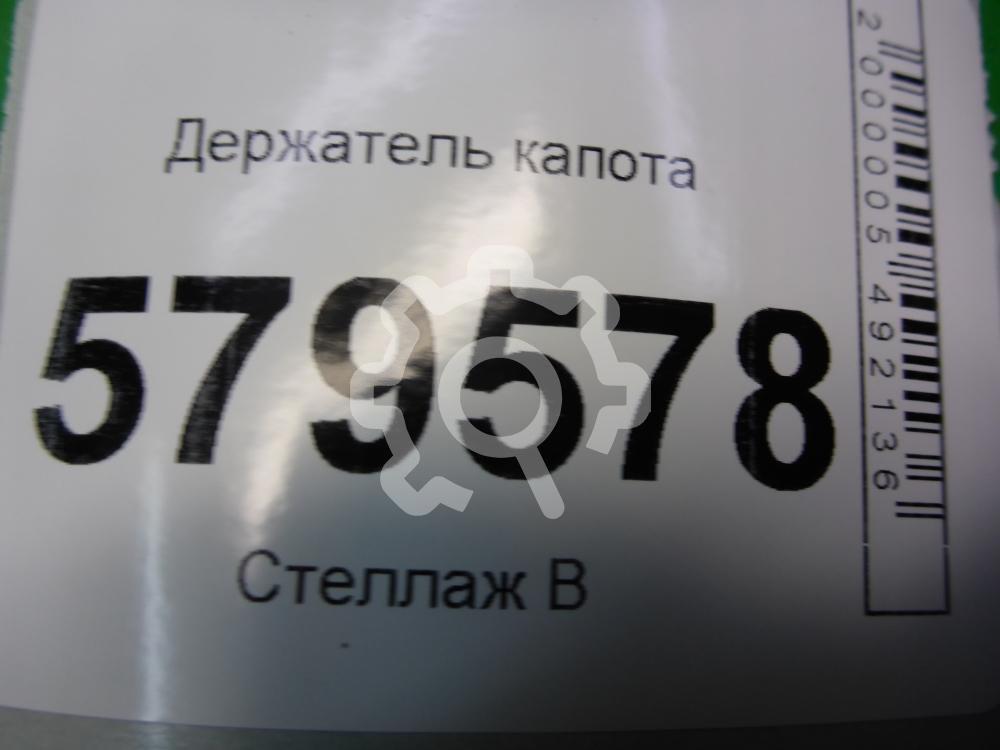 Держатель капота
579578
Стеллаж В
2000005492136